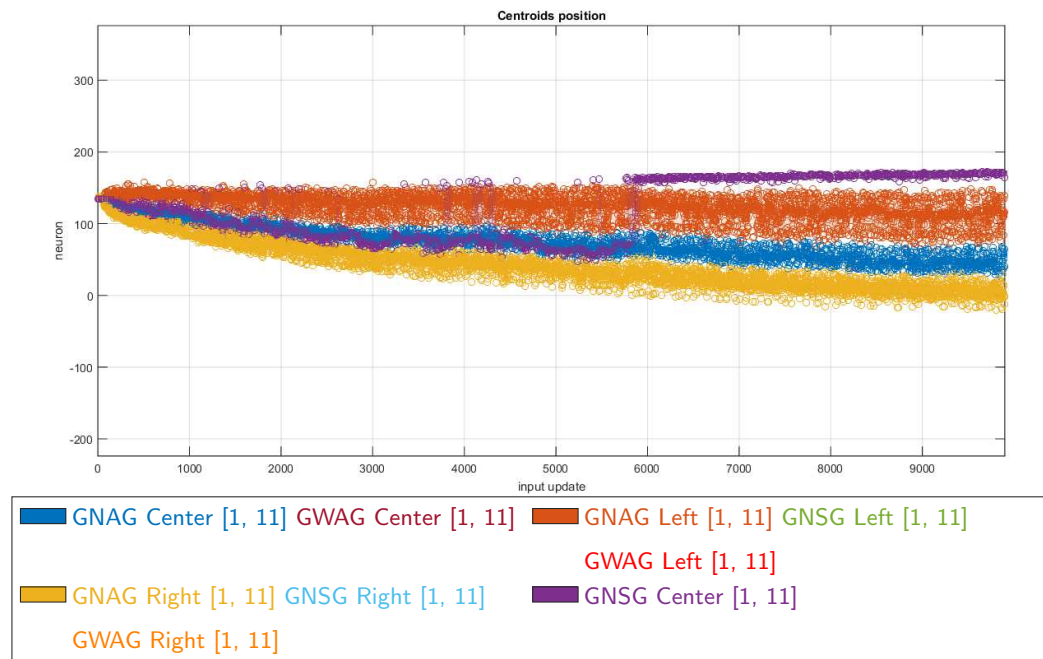 Centroids position
300
200
100
0
-100
-200
neuron
0 1000 2000 3000 4000 5000 6000 7000 8000 9000
input update
GNAG Center [1, 11] GWAG Center [1, 11] GNAG Left [1, 11] GNSG Left [1, 11]
GWAG Left [1, 11]
GNAG Right [1, 11] GNSG Right [1, 11] GNSG Center [1, 11]
GWAG Right [1, 11]